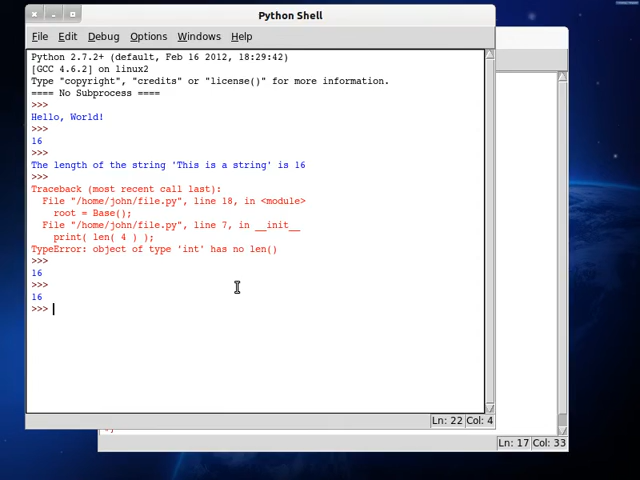 Python Shell
File Edit Debug Options Windows Help
Python 2.7.2+ (default, Feb 16 2012, 18:29:42)
[GCC 4.6.2] on linux2
Type "copyright", "credits" or "license()" for more information.
==== No Subprocess ====
>>>
Hello, World!
>>>
16
>>>
The length of the string 'This is a string' is 16
>>>
Traceback (most recent call last):
  File "/home/john/file.py", line 18, in <module>
    root = Base();
  File "/home/john/file.py", line 7, in __init__
    print( len( 4 ) );
TypeError: object of type 'int' has no len()
>>>
16
>>>
16
>>>
Ln: 22 Col: 4
Ln: 17 Col: 33